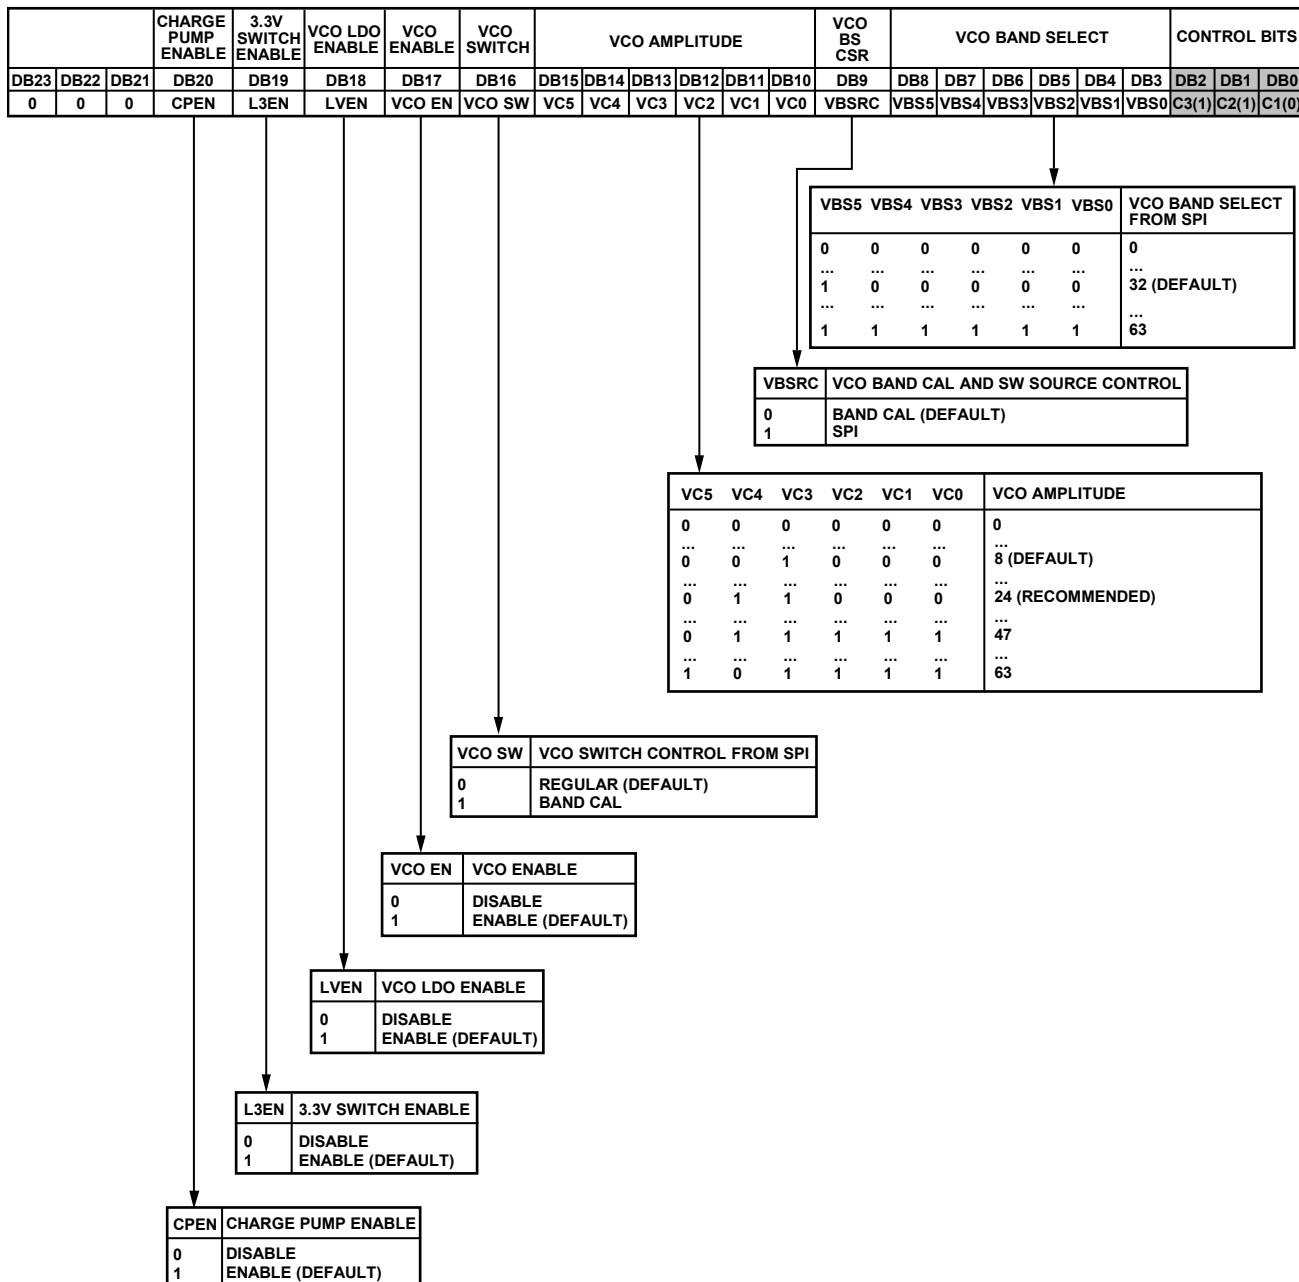 CHARGE PUMP ENABLE 3.3V SWITCH ENABLE VCO LDO ENABLE VCO ENABLE VCO SWITCH VCO AMPLITUDE VCO BS CSR VCO BAND SELECT CONTROL BITS
DB23 DB22 DB21 DB20 DB19 DB18 DB17 DB16 DB15 DB14 DB13 DB12 DB11 DB10 DB9 DB8 DB7 DB6 DB5 DB4 DB3 DB2 DB1 DB0
0 0 0 CPEN L3EN LVEN VCO EN VCO SW VC5 VC4 VC3 VC2 VC1 VC0 VBSRC VBS5 VBS4 VBS3 VBS2 VBS1 VBS0 C3(1) C2(1) C1(0)
VBS5 VBS4 VBS3 VBS2 VBS1 VBS0 VCO BAND SELECT FROM SPI
0 0 0 0 0 0 0
... ... ... ... ... ... ...
1 0 0 0 0 0 32 (DEFAULT)
... ... ... ... ... ... ...
1 1 1 1 1 1 63
VBSRC VCO BAND CAL AND SW SOURCE CONTROL
0 BAND CAL (DEFAULT)
1 SPI
VC5 VC4 VC3 VC2 VC1 VC0 VCO AMPLITUDE
0 0 0 0 0 0 0
... ... ... ... ... ... ...
0 0 1 0 0 0 8 (DEFAULT)
... ... ... ... ... ... ...
0 1 1 0 0 0 24 (RECOMMENDED)
... ... ... ... ... ... ...
0 1 1 1 1 1 47
... ... ... ... ... ... ...
1 0 1 1 1 1 63
VCO SW VCO SWITCH CONTROL FROM SPI
0 REGULAR (DEFAULT)
1 BAND CAL
VCO EN VCO ENABLE
0 DISABLE
1 ENABLE (DEFAULT)
LVEN VCO LDO ENABLE
0 DISABLE
1 ENABLE (DEFAULT)
L3EN 3.3V SWITCH ENABLE
0 DISABLE
1 ENABLE (DEFAULT)
CPEN CHARGE PUMP ENABLE
0 DISABLE
1 ENABLE (DEFAULT)